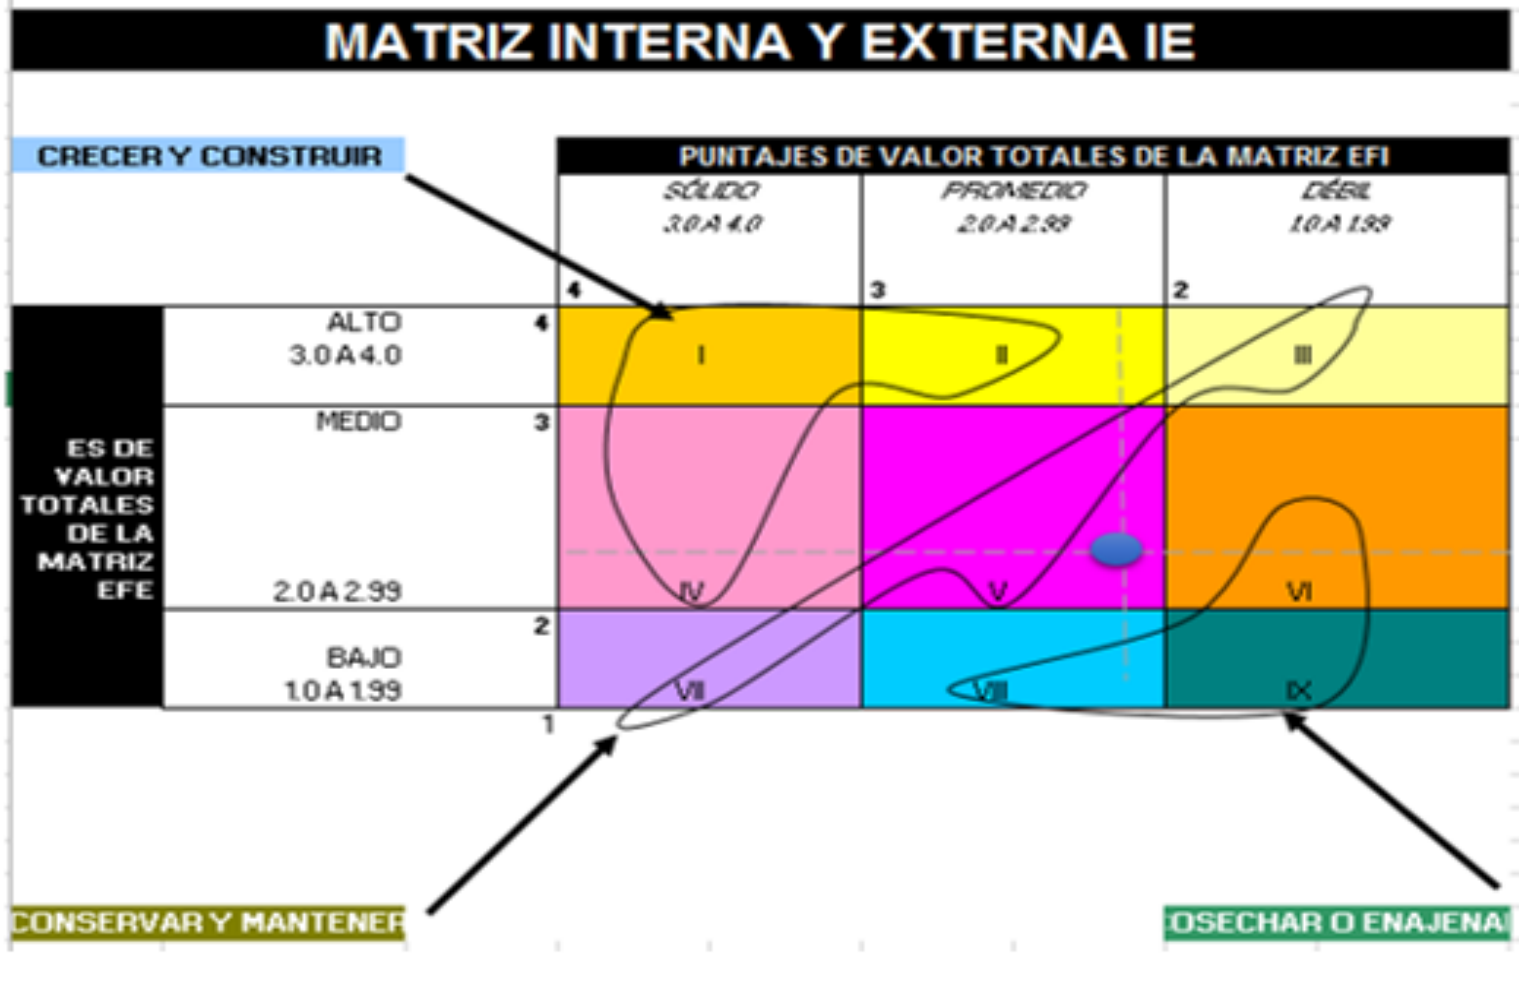 MATRIZ INTERNA Y EXTERNA IE
CRECER Y CONSTRUIR
PUNTAJES DE VALOR TOTALES DE LA MATRIZ EFI
SÓLIDO
3.0 A 4.0
PROMEDIO
2.0 A 2.99
DÉBIL
1.0 A 1.99
4
3
2
ES DE
VALOR
TOTALES
DE LA
MATRIZ
EFE
ALTO
3.0 A 4.0
4
I
II
III
MEDIO
3
2.0 A 2.99
IV
V
VI
2
BAJO
1.0 A 1.99
VII
VIII
IX
1
CONSERVAR Y MANTENER
OSECHAR O ENAJENA